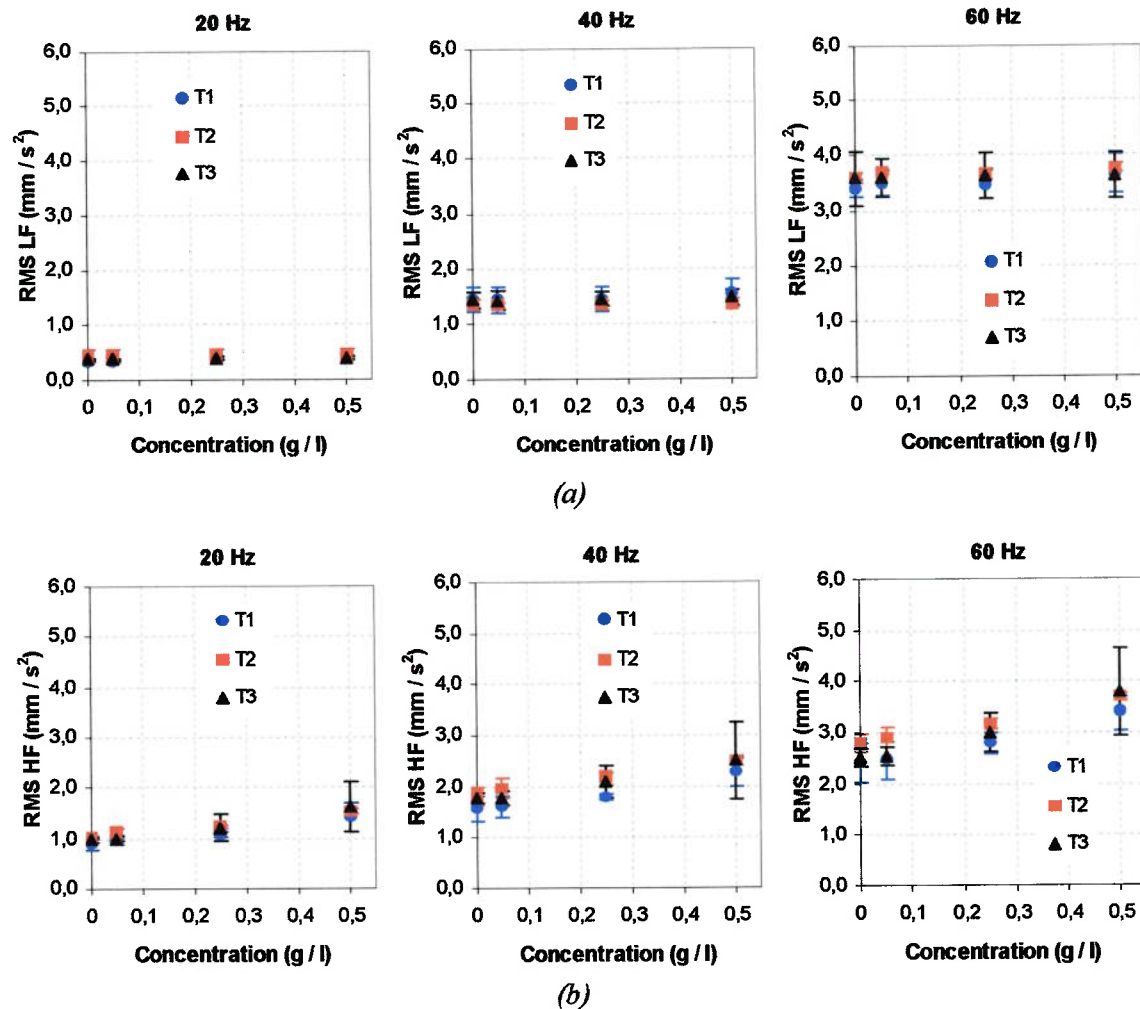 20 Hz
6,0
5,0
4,0
3,0
2,0
1,0
0,0
RMS LF (mm / s²)
T1
T2
T3
0 0,1 0,2 0,3 0,4 0,5
Concentration (g / l)
40 Hz
6,0
5,0
4,0
3,0
2,0
1,0
0,0
RMS LF (mm / s²)
T1
T2
T3
0 0,1 0,2 0,3 0,4 0,5
Concentration (g / l)
60 Hz
6,0
5,0
4,0
3,0
2,0
1,0
0,0
RMS LF (mm / s²)
T1
T2
T3
0 0,1 0,2 0,3 0,4 0,5
Concentration (g / l)
(a)
20 Hz
6,0
5,0
4,0
3,0
2,0
1,0
0,0
RMS HF (mm / s²)
T1
T2
T3
0 0,1 0,2 0,3 0,4 0,5
Concentration (g / l)
40 Hz
6,0
5,0
4,0
3,0
2,0
1,0
0,0
RMS HF (mm / s²)
T1
T2
T3
0 0,1 0,2 0,3 0,4 0,5
Concentration (g / l)
60 Hz
6,0
5,0
4,0
3,0
2,0
1,0
0,0
RMS HF (mm / s²)
T1
T2
T3
0 0,1 0,2 0,3 0,4 0,5
Concentration (g / l)
(b)